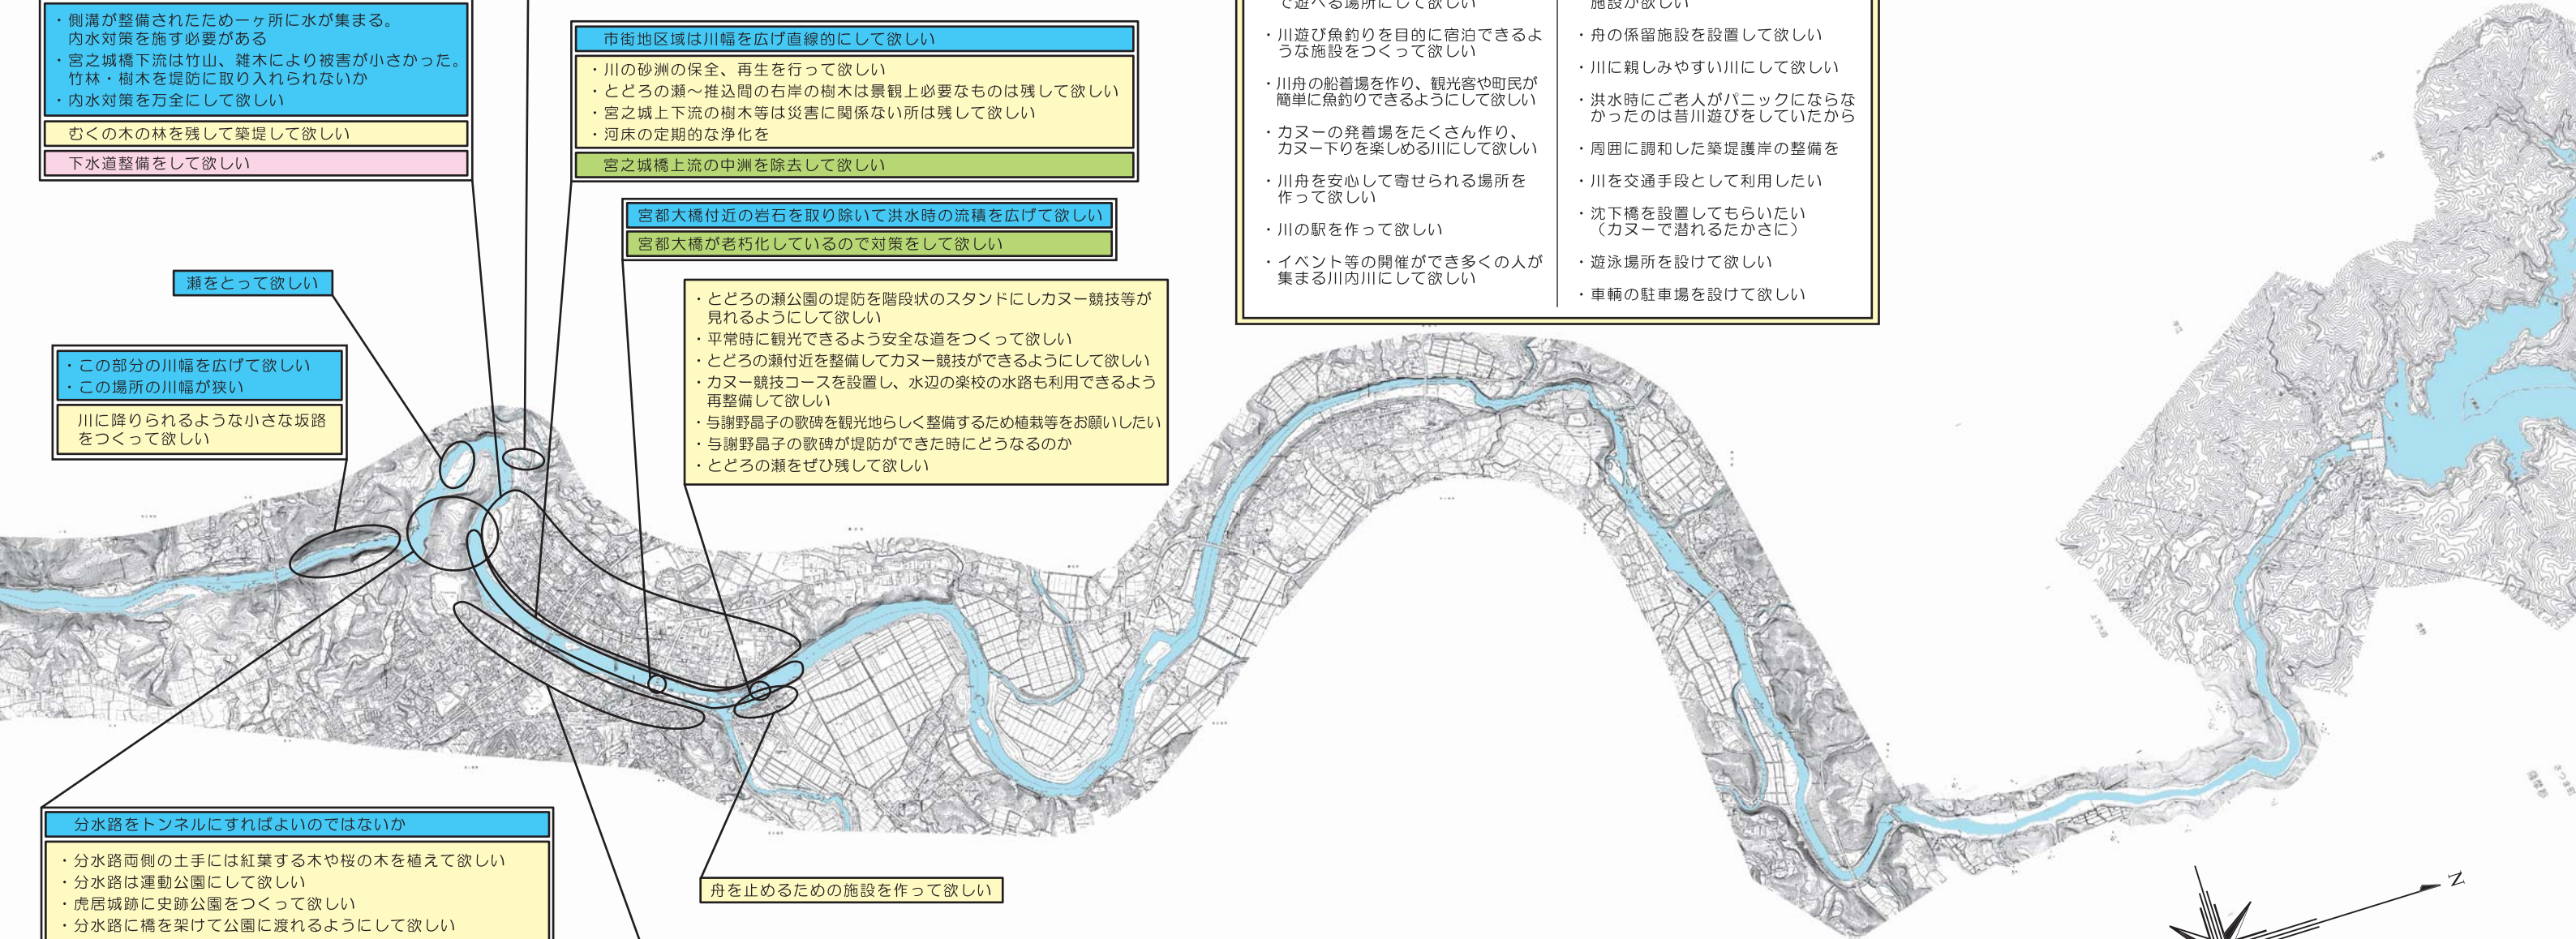 ・側溝が整備されたため一ヶ所に水が集まる。
内水対策を施す必要がある
・宮之城橋下流は竹山、雑木により被害が小さかった。
竹林・樹木を堤防に取り入れられないか
・内水対策を万全にして欲しい
むくの木の林を残して築堤して欲しい
下水道整備をして欲しい
市街地区域は川幅を広げ直線的にして欲しい
・川の砂洲の保全、再生を行って欲しい
・とどろの瀬～推込間の右岸の樹木は景観上必要なものは残して欲しい
・宮之城上下流の樹木等は災害に関係ない所は残して欲しい
・河床の定期的な浄化を
宮之城橋上流の中洲を除去して欲しい
宮都大橋付近の岩石を取り除いて洪水時の流積を広げて欲しい
宮都大橋が老朽化しているので対策をして欲しい
瀬をとって欲しい
・この部分の川幅を広げて欲しい
・この場所の川幅が狭い
川に降りられるような小さな坂路
をつくって欲しい
・とどろの瀬公園の堤防を階段状のスタンドにしカヌー競技等が
見れるようにして欲しい
・平常時に観光できるよう安全な道をつくって欲しい
・とどろの瀬付近を整備してカヌー競技ができるようにして欲しい
・カヌー競技コースを設置し、水辺の楽校の水路も利用できるよう
再整備して欲しい
・与謝野晶子の歌碑を観光地らしく整備するため植栽等をお願いしたい
・与謝野晶子の歌碑が堤防ができた時にどうなるのか
・とどろの瀬をぜひ残して欲しい
で遊べる場所にして欲しい
・川遊び魚釣りを目的に宿泊できるよ
うな施設をつくって欲しい
・川舟の船着場を作り、観光客や町民が
簡単に魚釣りできるようにして欲しい
・カヌーの発着場をたくさん作り、
カヌー下りを楽しめる川にして欲しい
・川舟を安心して寄せられる場所を
作って欲しい
・川の駅を作って欲しい
・イベント等の開催ができ多くの人が
集まる川内川にして欲しい
施設が欲しい
・舟の係留施設を設置して欲しい
・川に親しみやすい川にして欲しい
・洪水時にご老人がパニックにならな
かったのは昔川遊びをしていたから
・周囲に調和した築堤護岸の整備を
・川を交通手段として利用したい
・沈下橋を設置してもらいたい
（カヌーで潜れるたかさに）
・遊泳場所を設けて欲しい
・車輌の駐車場を設けて欲しい
分水路をトンネルにすればよいのではないか
・分水路両側の土手には紅葉する木や桜の木を植えて欲しい
・分水路は運動公園にして欲しい
・虎居城跡に史跡公園をつくって欲しい
・分水路に橋を架けて公園に渡れるようにして欲しい
舟を止めるための施設を作って欲しい
N